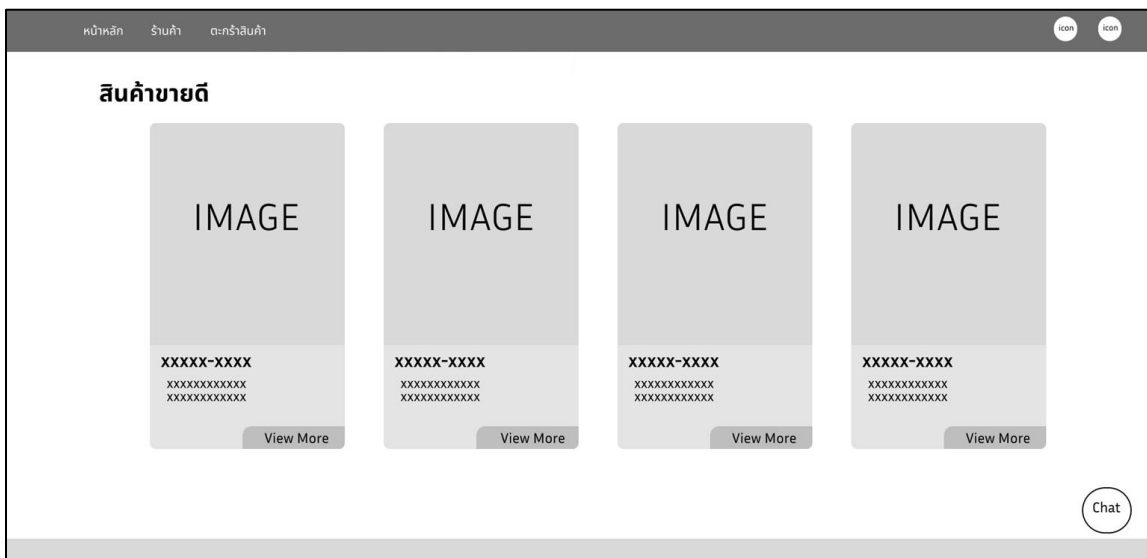 หน้าหลัก ร้านค้า ตะกร้าสินค้า icon icon
สินค้าขายดี
IMAGE IMAGE IMAGE IMAGE
xxxxx-xxxx xxxxx-xxxx xxxxx-xxxx xxxxx-xxxx
xxxxxxxxxxxx xxxxxxxxxxxx xxxxxxxxxxxx xxxxxxxxxxxx
xxxxxxxxxxxx xxxxxxxxxxxx xxxxxxxxxxxx xxxxxxxxxxxx
View More View More View More View More
Chat